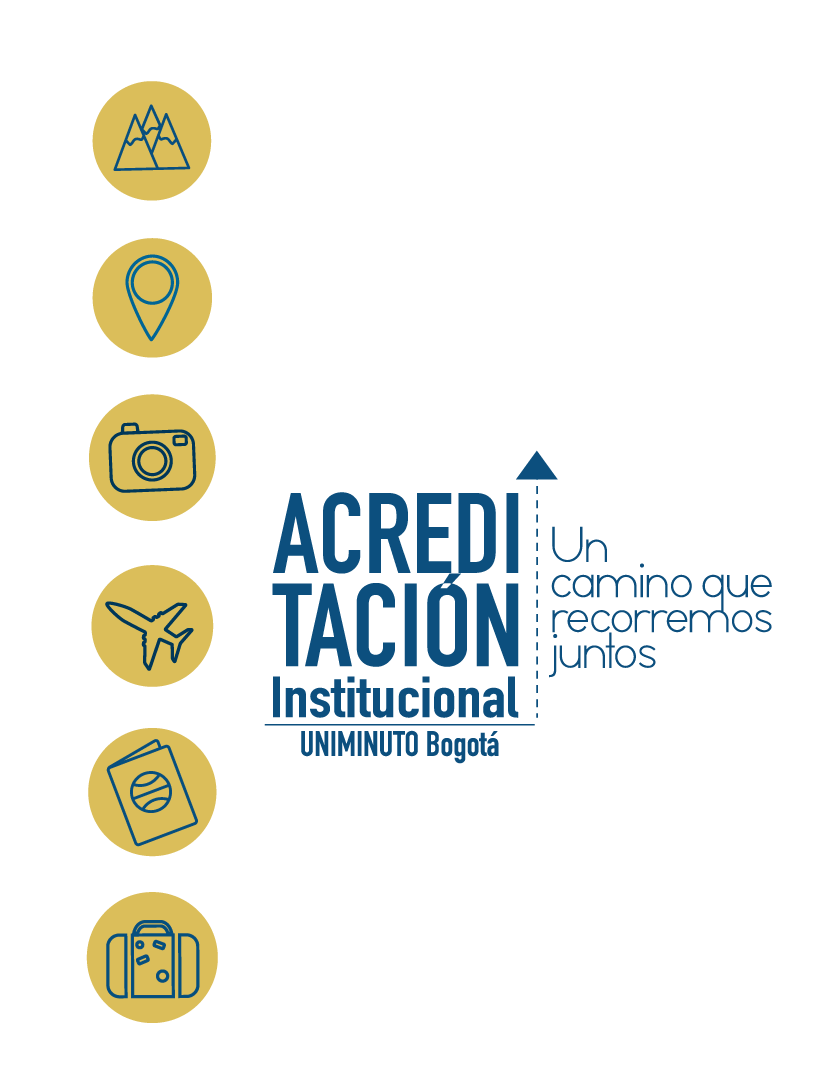 ACREDI
TACIÓN
Institucional
UNIMINUTO Bogotá
Un
camino que
recorremos
juntos